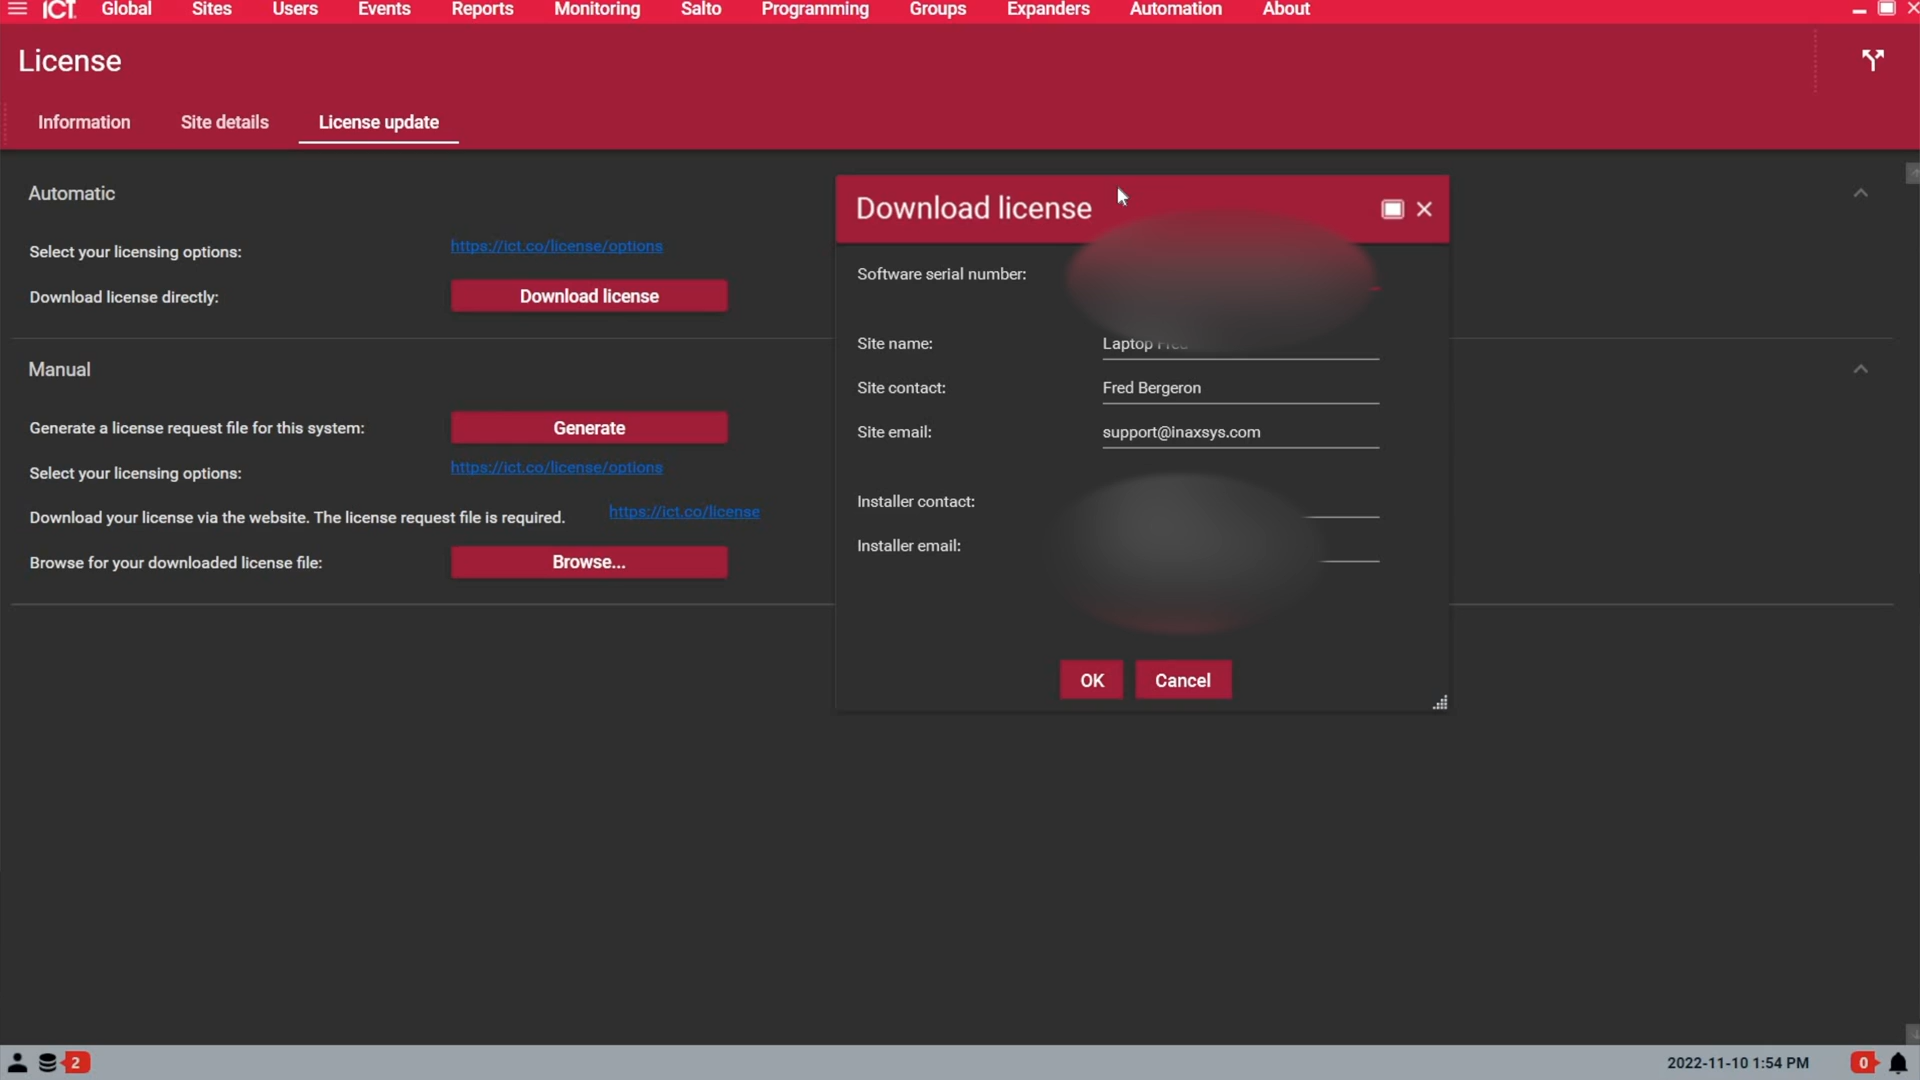 ICT. Global Sites Users Events Reports Monitoring Salto Programming Groups Expanders Automation About
License
Information Site details License update
Automatic
Select your licensing options: https://ict.co/license/options
Download license directly: Download license
Manual
Generate a license request file for this system: Generate
Select your licensing options: https://ict.co/license/options
Download your license via the website. The license request file is required. https://ict.co/license
Browse for your downloaded license file: Browse...
Download license
Software serial number:
Site name: Laptop
Site contact: Fred Bergeron
Site email: support@inaxsys.com
Installer contact:
Installer email:
OK Cancel
2 2022-11-10 1:54 PM 0